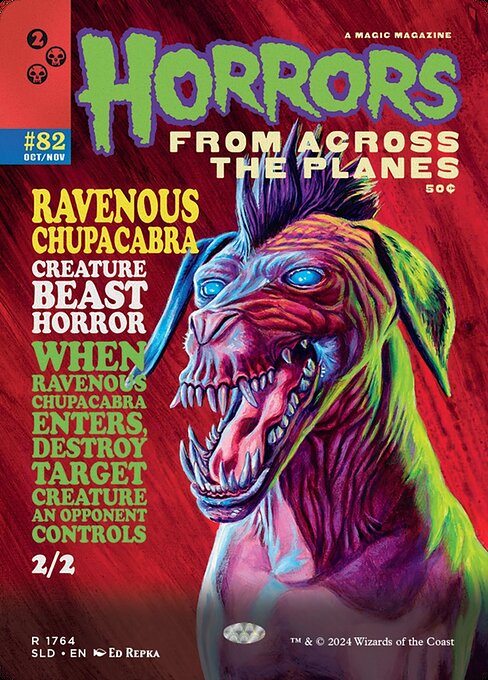 2
A MAGIC MAGAZINE
HORRORS
FROM ACROSS
THE PLANES
50¢
#82
OCT/NOV
RAVENOUS
CHUPACABRA
CREATURE
BEAST
HORROR
WHEN
RAVENOUS
CHUPACABRA
ENTERS,
DESTROY
TARGET
CREATURE
AN OPPONENT
CONTROLS
2/2
R 1764
SLD • EN ED REPKA
™ & © 2024 Wizards of the Coast